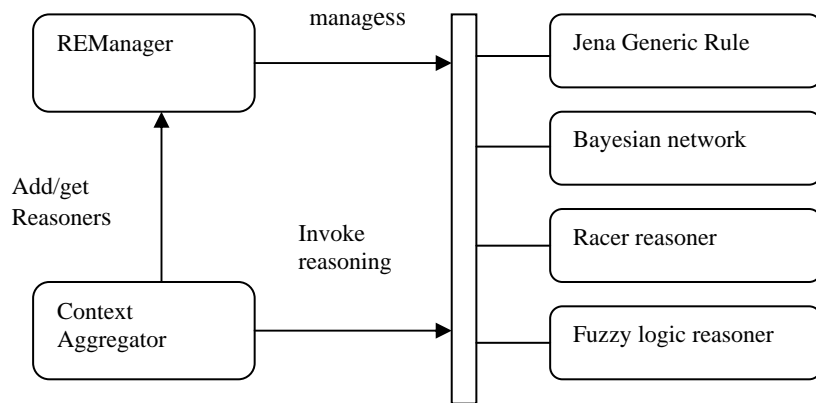 managess
REManager
Jena Generic Rule
Bayesian network
Add/get
Reasoners
Racer reasoner
Invoke
reasoning
Context
Aggregator
Fuzzy logic reasoner